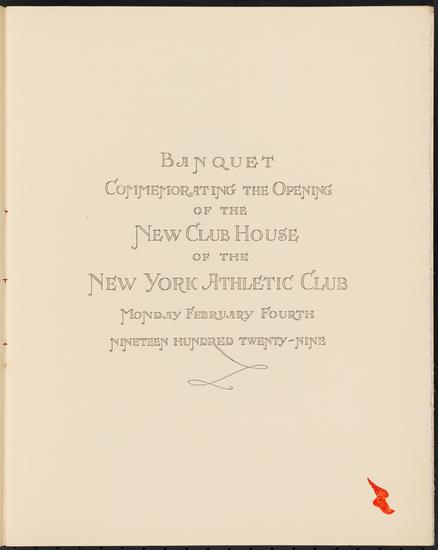 Banquet
Commemorating the Opening
of the
New Club House
of the
New York Athletic Club
Monday February Fourth
nineteen hundred twenty-nine